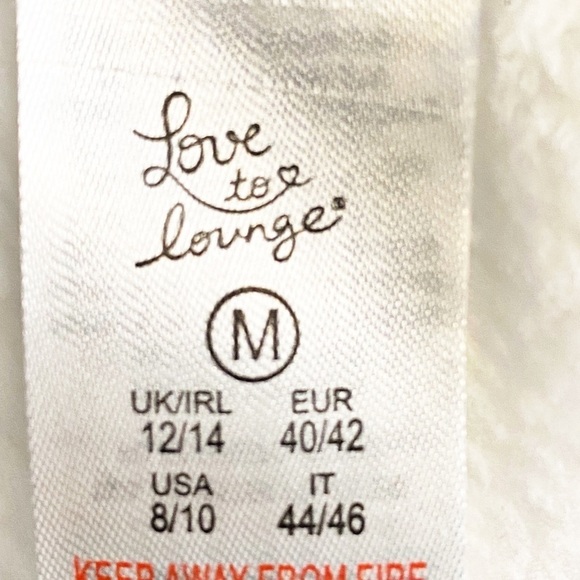 Love
to
lounge
M
UK/IRL EUR
12/14 40/42
USA IT
8/10 44/46
KEEP AWAY FROM FIRE